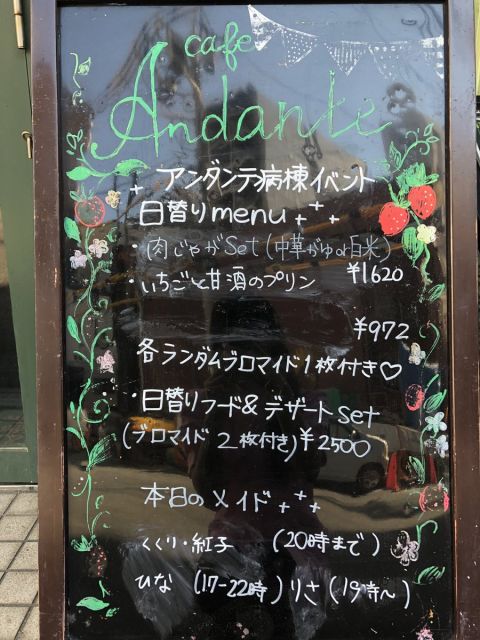 cafe
Andante
アンダンテ病棟イベント
日替りmenu
・肉じゃがSet(中華がゆor白米)
¥1620
・いちごと甘酒のプリン
¥972
各ランダムブロマイド1枚付き♡
・日替りフード&デザートset
(ブロマイド2枚付き)¥2500
本日のメイド
くくり・紅子 (20時まで)
ひな (17-22時) りさ (19時〜)